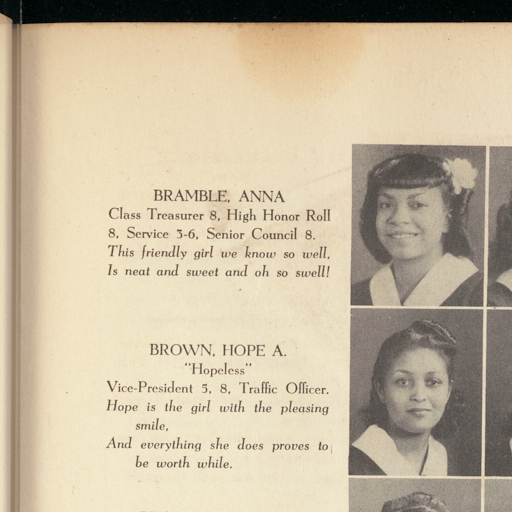 BRAMBLE, ANNA
Class Treasurer 8, High Honor Roll
8, Service 3-6, Senior Council 8.
This friendly girl we know so well,
Is neat and sweet and oh so swell!
BROWN, HOPE A.
"Hopeless"
Vice-President 5, 8, Traffic Officer.
Hope is the girl with the pleasing
smile,
And everything she does proves to
be worth while.